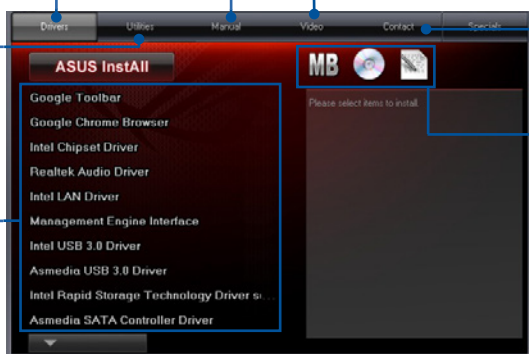 Drivers Utilities Manual Video Contact Specials
ASUS InstAll
MB
Please select items to install.
Google Toolbar
Google Chrome Browser
Intel Chipset Driver
Realtek Audio Driver
Intel LAN Driver
Management Engine Interface
Intel USB 3.0 Driver
Asmedia USB 3.0 Driver
Intel Rapid Storage Technology Driver s...
Asmedia SATA Controller Driver